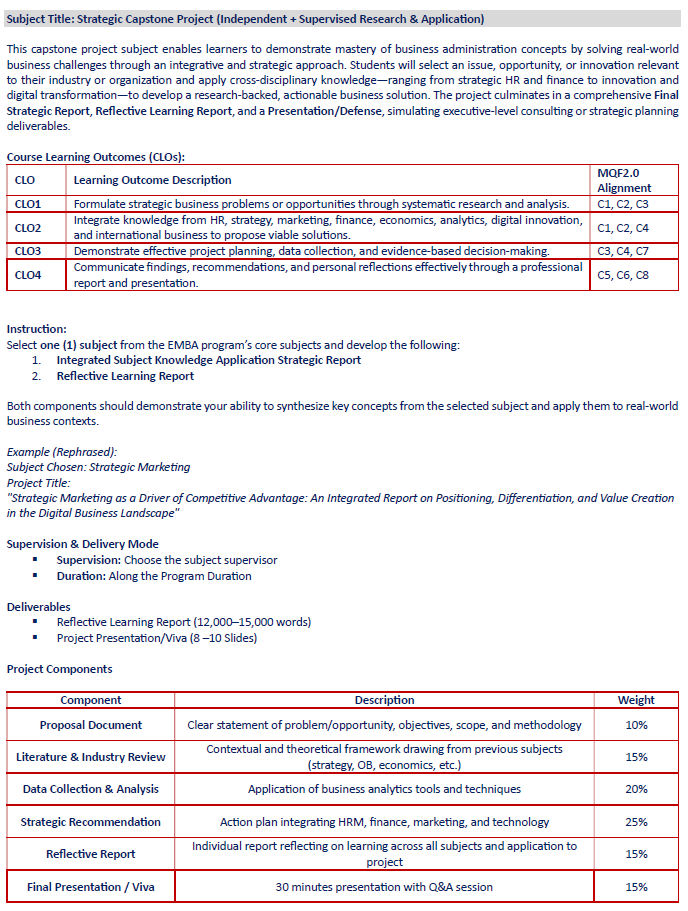 Subject Title: Strategic Capstone Project (Independent + Supervised Research & Application)
This capstone project subject enables learners to demonstrate mastery of business administration concepts by solving real-world
business challenges through an integrative and strategic approach. Students will select an issue, opportunity, or innovation relevant
to their industry or organization and apply cross-disciplinary knowledge—ranging from strategic HR and finance to innovation and
digital transformation—to develop a research-backed, actionable business solution. The project culminates in a comprehensive Final
Strategic Report, Reflective Learning Report, and a Presentation/Defense, simulating executive-level consulting or strategic planning
deliverables.
Course Learning Outcomes (CLOs):
CLO Learning Outcome Description MQF2.0
Alignment
CLO1 Formulate strategic business problems or opportunities through systematic research and analysis. C1, C2, C3
CLO2 Integrate knowledge from HR, strategy, marketing, finance, economics, analytics, digital innovation,
and international business to propose viable solutions. C1, C2, C4
CLO3 Demonstrate effective project planning, data collection, and evidence-based decision-making. C3, C4, C7
CLO4 Communicate findings, recommendations, and personal reflections effectively through a professional
report and presentation. C5, C6, C8
Instruction:
Select one (1) subject from the EMBA program's core subjects and develop the following:
1. Integrated Subject Knowledge Application Strategic Report
2. Reflective Learning Report
Both components should demonstrate your ability to synthesize key concepts from the selected subject and apply them to real-world
business contexts.
Example (Rephrased):
Subject Chosen: Strategic Marketing
Project Title:
"Strategic Marketing as a Driver of Competitive Advantage: An Integrated Report on Positioning, Differentiation, and Value Creation
in the Digital Business Landscape"
Supervision & Delivery Mode
▪ Supervision: Choose the subject supervisor
▪ Duration: Along the Program Duration
Deliverables
▪ Reflective Learning Report (12,000–15,000 words)
▪ Project Presentation/Viva (8 –10 Slides)
Project Components
Component Description Weight
Proposal Document Clear statement of problem/opportunity, objectives, scope, and methodology 10%
Literature & Industry Review Contextual and theoretical framework drawing from previous subjects
(strategy, OB, economics, etc.) 15%
Data Collection & Analysis Application of business analytics tools and techniques 20%
Strategic Recommendation Action plan integrating HRM, finance, marketing, and technology 25%
Reflective Report Individual report reflecting on learning across all subjects and application to
project 15%
Final Presentation / Viva 30 minutes presentation with Q&A session 15%